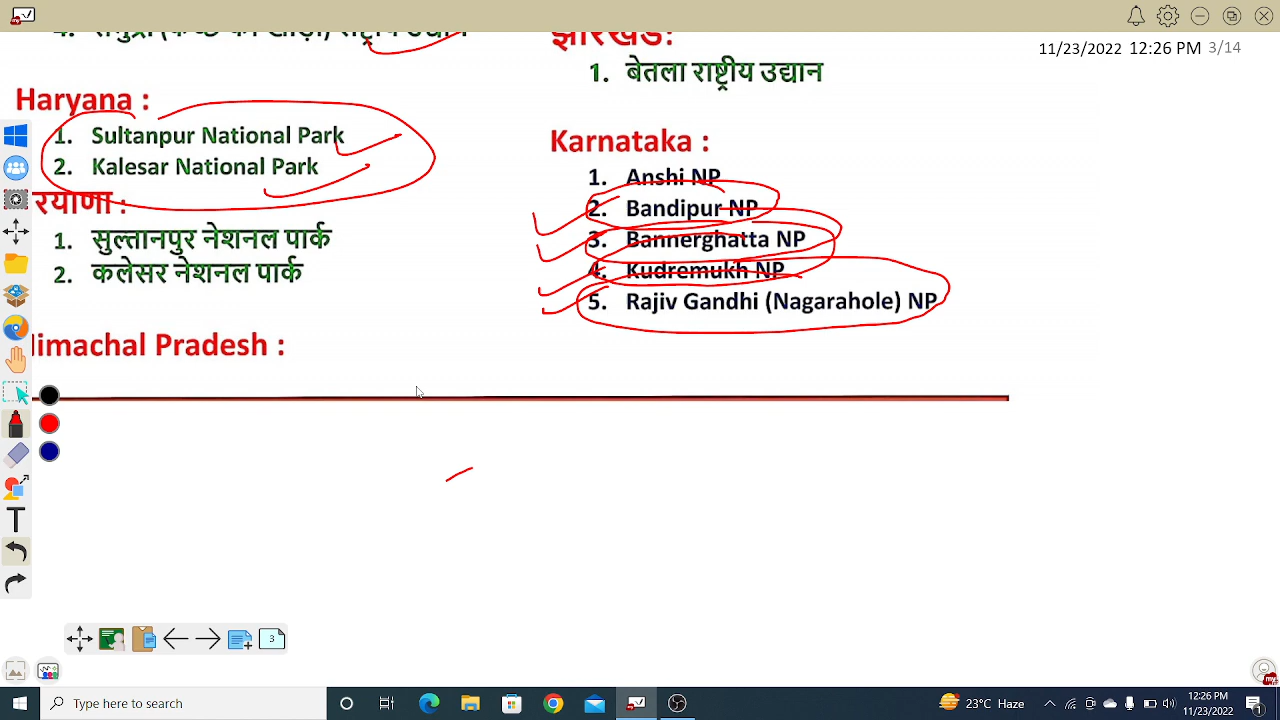 11/23/2022 12:26 PM 3/14
Haryana :
1. Sultanpur National Park
2. Kalesar National Park
रयाणा :
1. सुल्तानपुर नेशनल पार्क
2. कलेसर नेशनल पार्क
limachal Pradesh :
झारखंड:
1. बेतला राष्ट्रीय उद्यान
Karnataka :
1. Anshi NP
2. Bandipur NP
3. Bannerghatta NP
4. Kudremukh NP
5. Rajiv Gandhi (Nagarahole) NP
T
3
Type here to search
23°C Haze
12:26 PM
11/23/2022